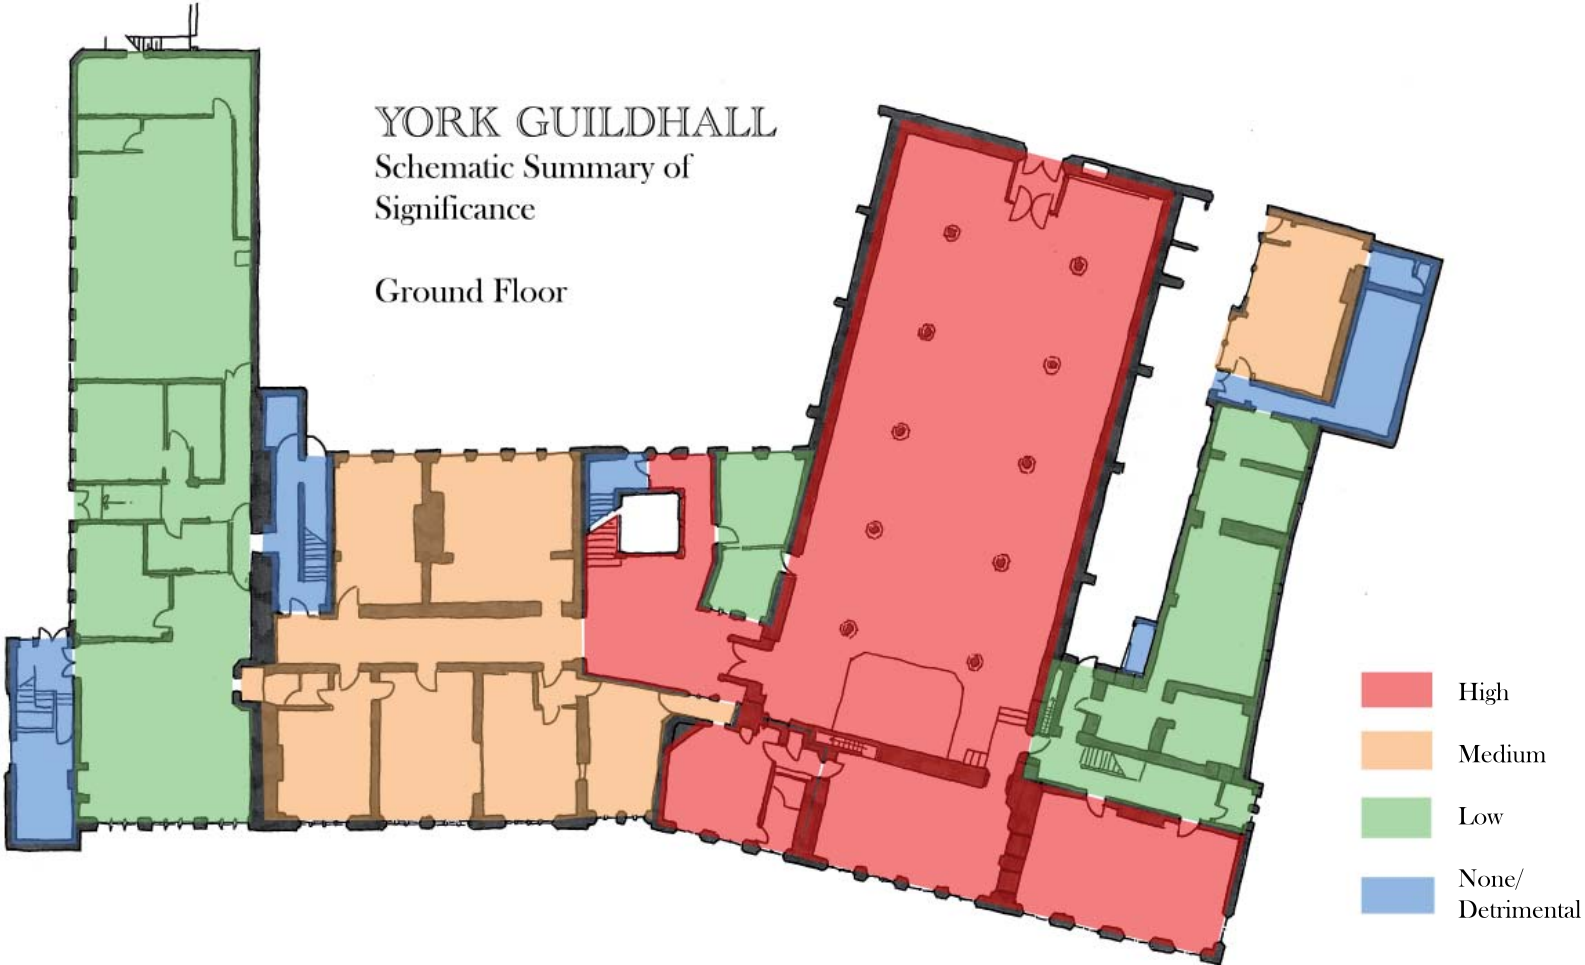 YORK GUILDHALL
Schematic Summary of
Significance
Ground Floor
High
Medium
Low
None/
Detrimental